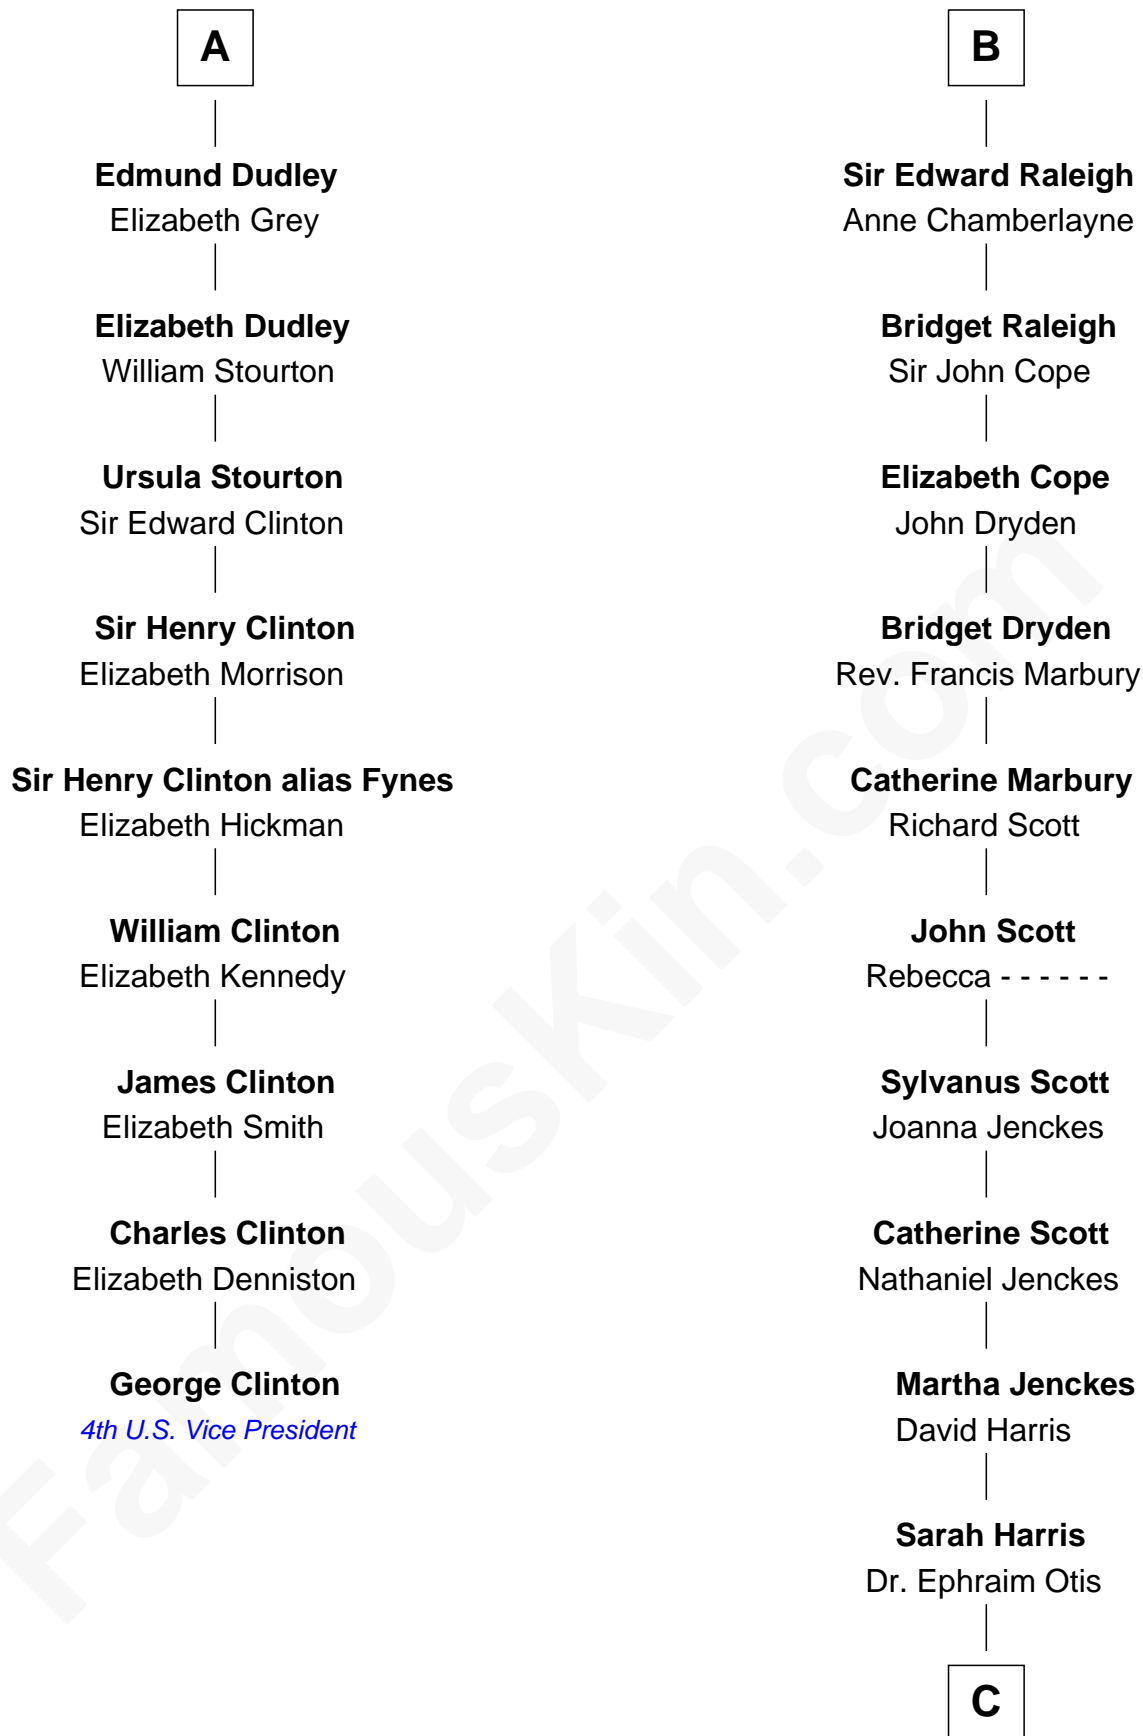 A
Edmund Dudley
Elizabeth Grey
Elizabeth Dudley
William Stourton
Ursula Stourton
Sir Edward Clinton
Sir Henry Clinton
Elizabeth Morrison
Sir Henry Clinton alias Fynes
Elizabeth Hickman
William Clinton
Elizabeth Kennedy
James Clinton
Elizabeth Smith
Charles Clinton
Elizabeth Denniston
George Clinton
4th U.S. Vice President
B
Sir Edward Raleigh
Anne Chamberlayne
Bridget Raleigh
Sir John Cope
Elizabeth Cope
John Dryden
Bridget Dryden
Rev. Francis Marbury
Catherine Marbury
Richard Scott
John Scott
Rebecca - - - - - -
Sylvanus Scott
Joanna Jenckes
Catherine Scott
Nathaniel Jenckes
Martha Jenckes
David Harris
Sarah Harris
Dr. Ephraim Otis
C
FamousKin.com